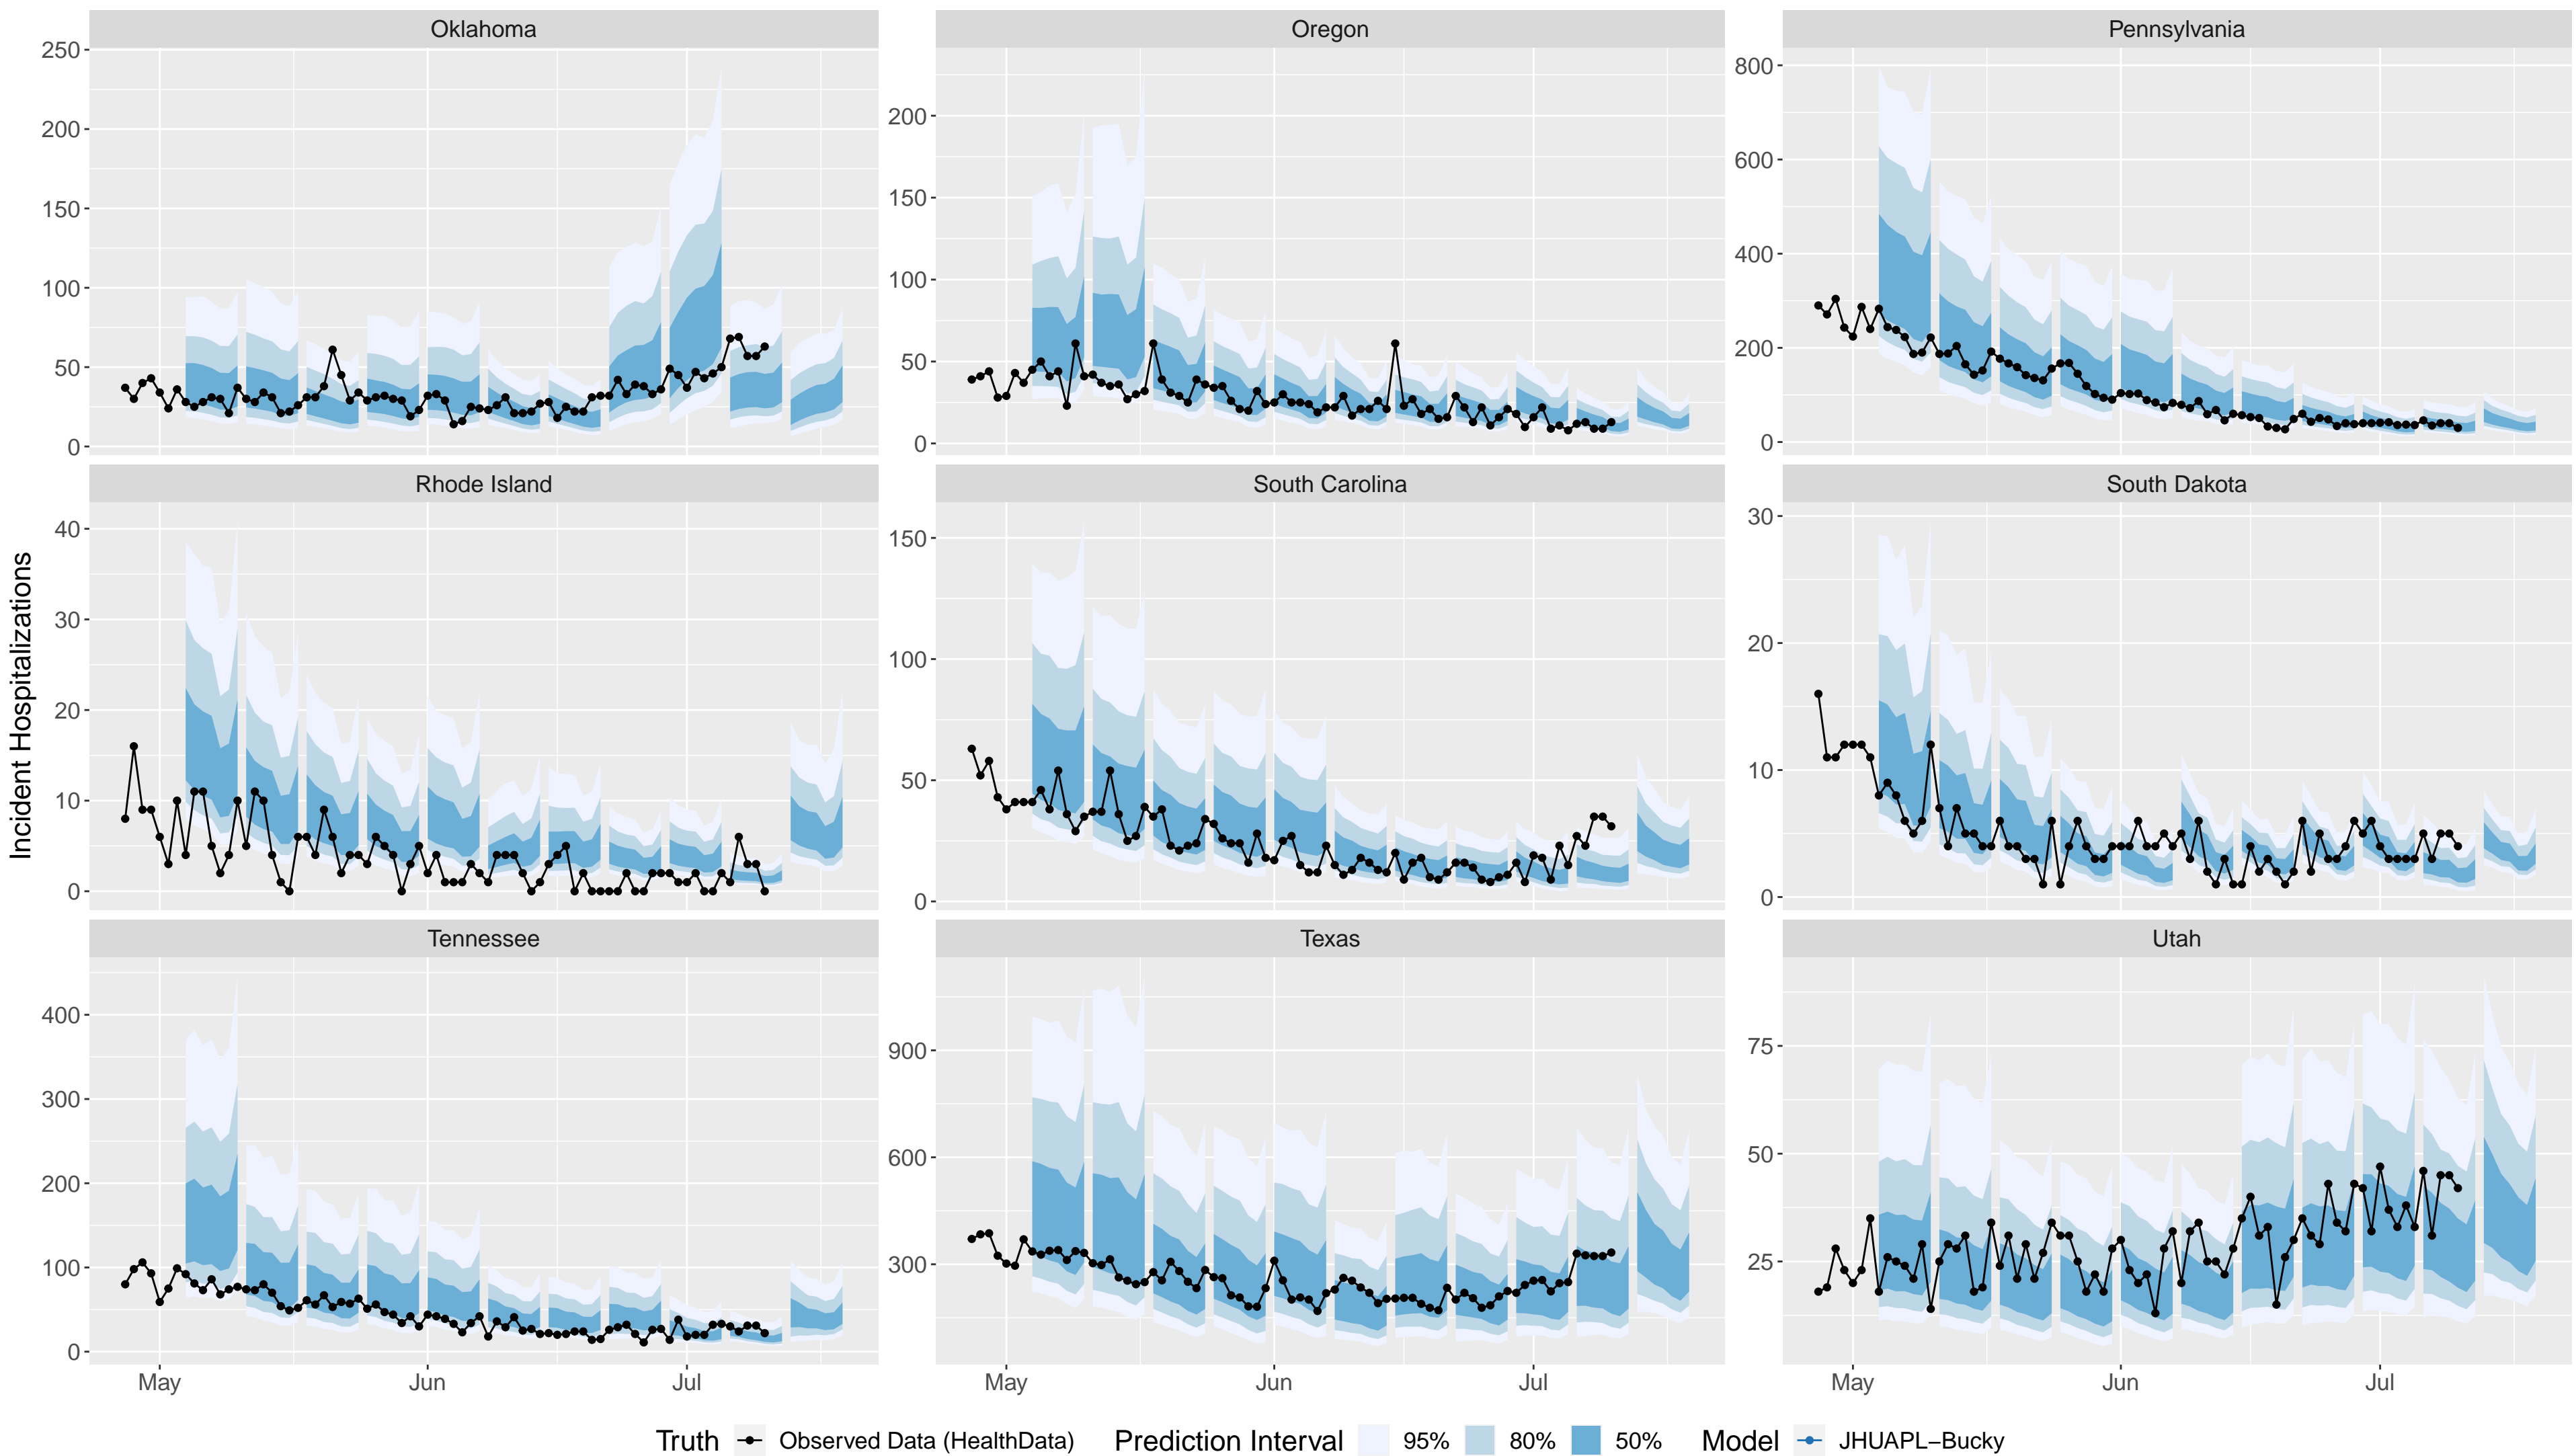 Oklahoma
Oregon
Pennsylvania
250
200
150
100
50
0
200
150
100
50
0
800
600
400
200
0
Rhode Island
South Carolina
South Dakota
Incident Hospitalizations
40
30
20
10
0
150
100
50
0
30
20
10
0
Tennessee
Texas
Utah
400
300
200
100
0
900
600
300
75
50
25
May Jun Jul
May Jun Jul
May Jun Jul
Truth Observed Data (HealthData) Prediction Interval 95% 80% 50% Model JHUAPL−Bucky